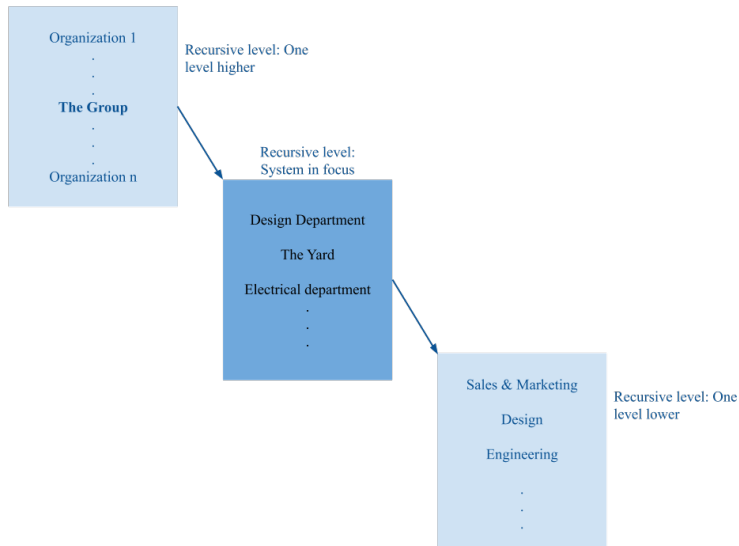 Organization 1
.
.
.
The Group
.
.
.
Organization n
Recursive level: One
level higher
Recursive level:
System in focus
Design Department
The Yard
Electrical department
.
.
.
Sales & Marketing
Design
Engineering
.
.
.
Recursive level: One
level lower